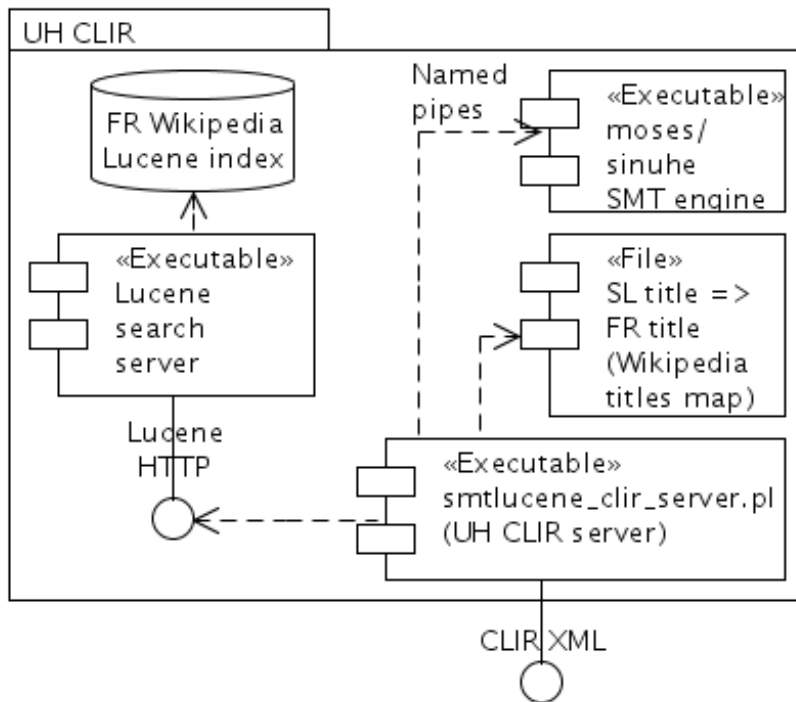 UH CLIR
FR Wikipedia
Lucene index
Named
pipes
«Executable»
moses/
sinuhe
SMT engine
«Executable»
Lucene
search
server
«File»
SL title =>
FR title
(Wikipedia
titles map)
Lucene
HTTP
«Executable»
smtlucene_clir_server.pl
(UH CLIR server)
CLIR XML